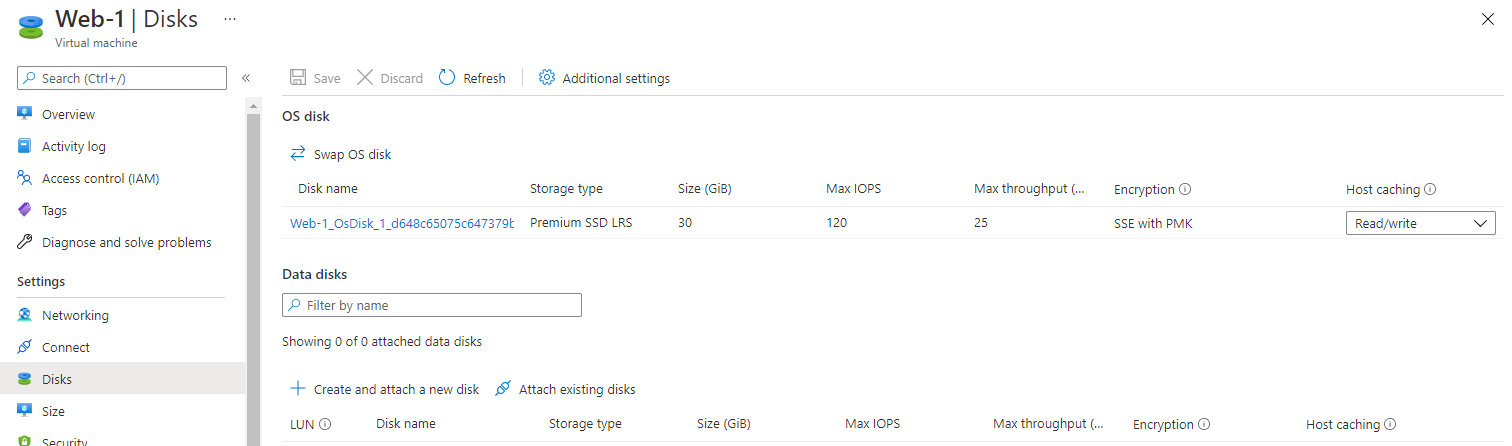 Web-1 | Disks ...
Virtual machine
Search (Ctrl+/)
«
Overview
Activity log
Access control (IAM)
Tags
Diagnose and solve problems
Settings
Networking
Connect
Disks
Size
Security
Save Discard Refresh Additional settings
OS disk
Swap OS disk
Disk name Storage type Size (GiB) Max IOPS Max throughput (... Encryption Host caching
Web-1_OsDisk_1_d648c65075c647379b Premium SSD LRS 30 120 25 SSE with PMK Read/write
Data disks
Filter by name
Showing 0 of 0 attached data disks
Create and attach a new disk Attach existing disks
LUN Disk name Storage type Size (GiB) Max IOPS Max throughput (... Encryption Host caching